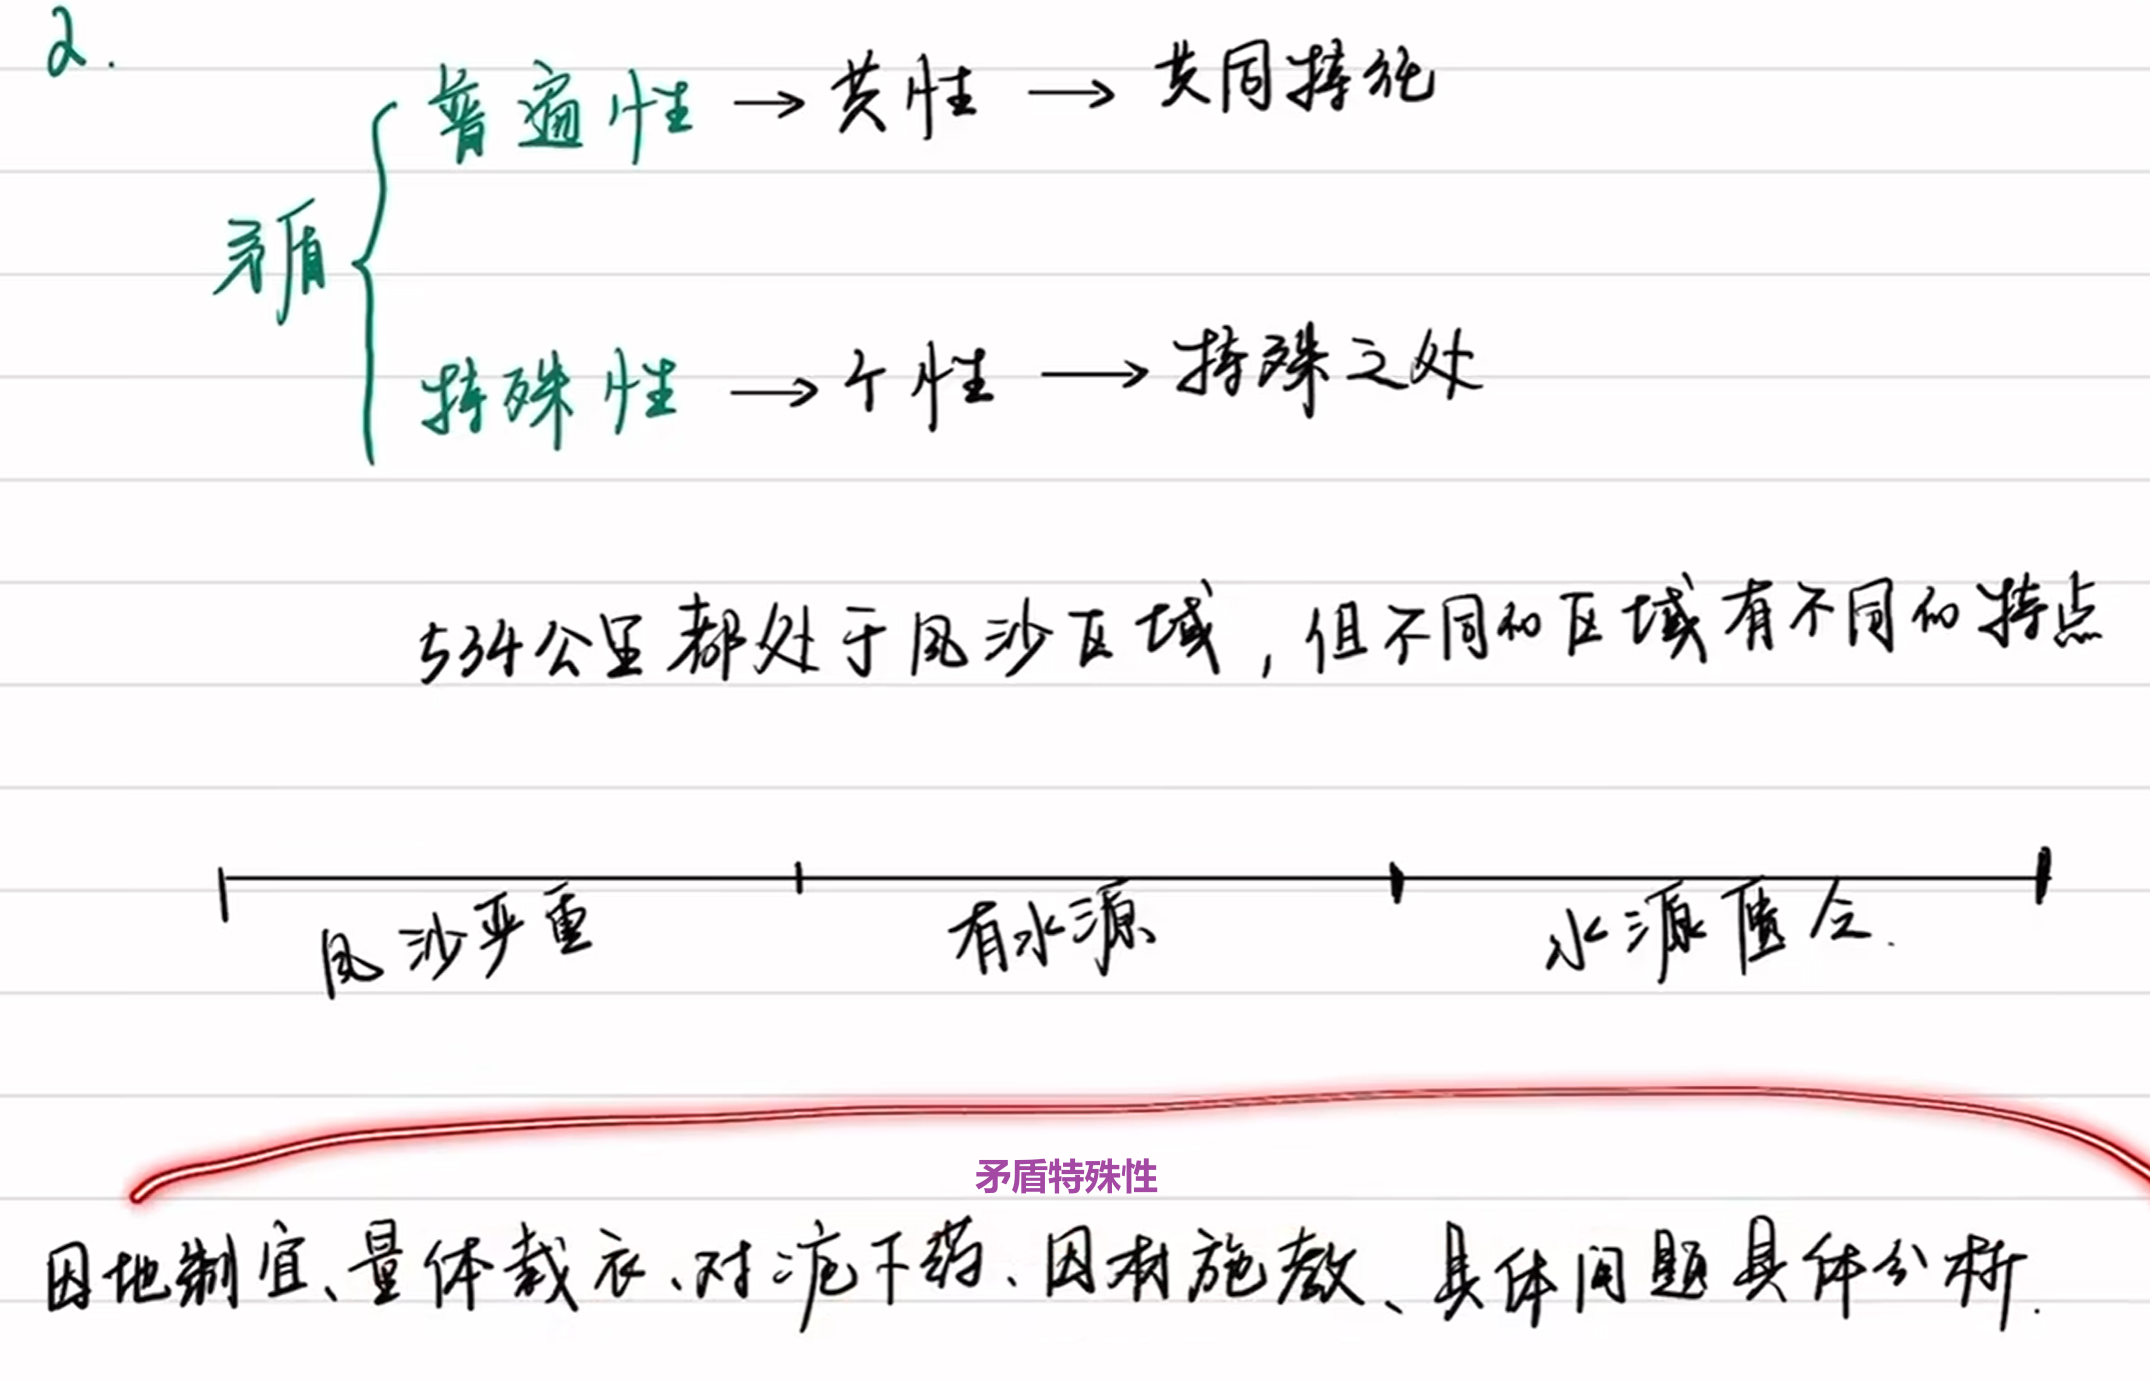 2.
普遍性→共性→共同特征
矛盾
特殊性→个性→特殊之处
534公里都处于风沙区域，但不同的区域有不同的特点
风沙严重 有水源 水源匮乏.
矛盾特殊性
因地制宜、量体裁衣、对症下药、因材施教、具体问题具体分析.